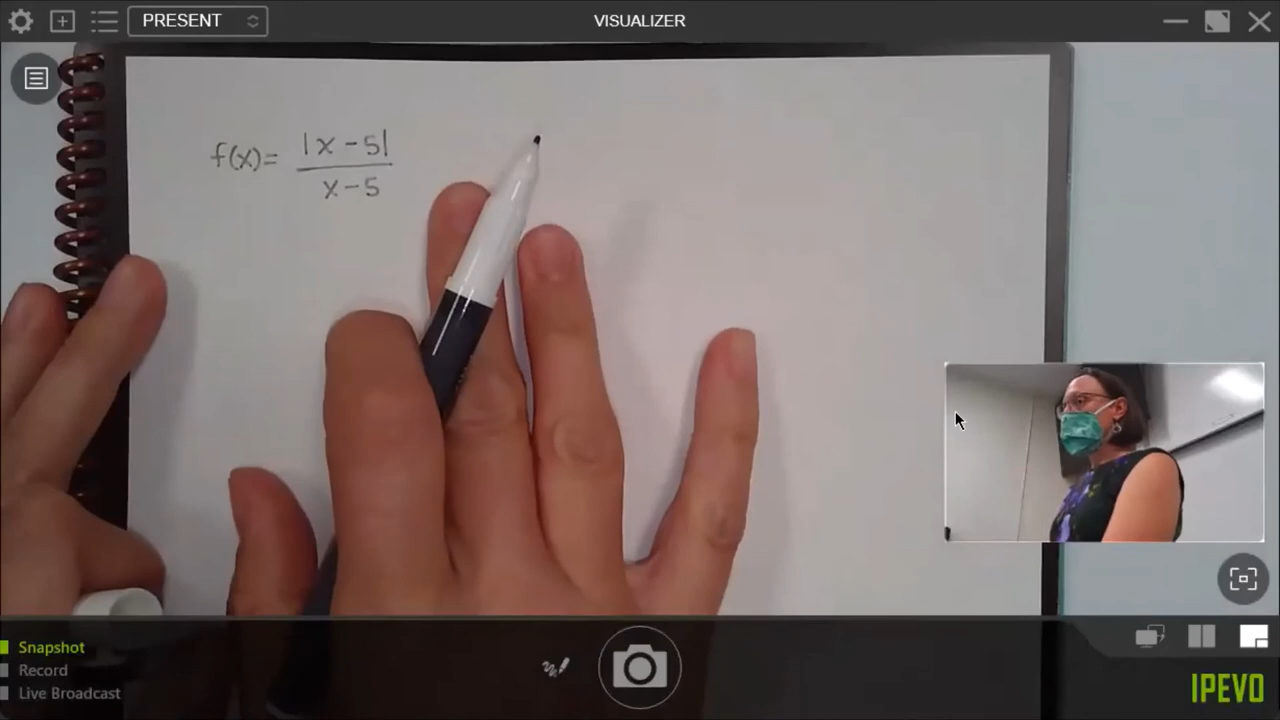 PRESENT
VISUALIZER
f(x)= |x-5|
x-5
Snapshot
Record
Live Broadcast
IPEVO